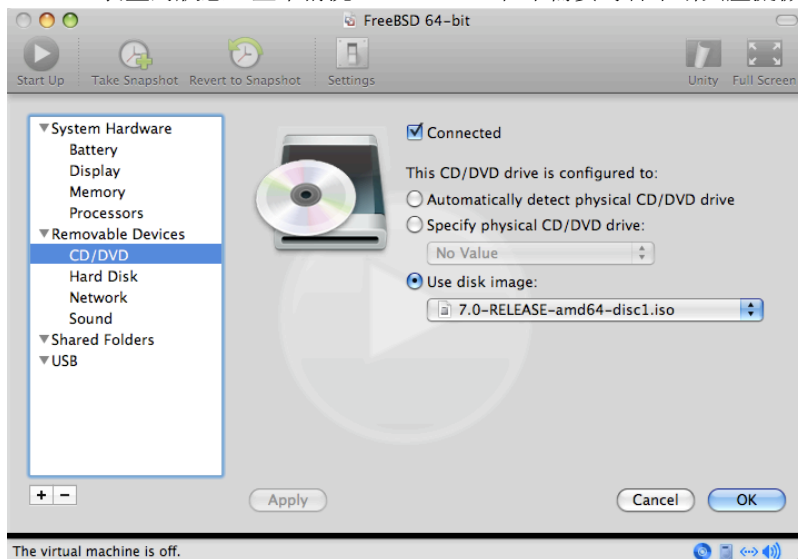 FreeBSD 64-bit
Start Up
Take Snapshot
Revert to Snapshot
Settings
Unity
Full Screen
System Hardware
Battery
Display
Memory
Processors
Removable Devices
CD/DVD
Hard Disk
Network
Sound
Shared Folders
USB
Connected
This CD/DVD drive is configured to:
Automatically detect physical CD/DVD drive
Specify physical CD/DVD drive:
No Value
Use disk image:
7.0-RELEASE-amd64-disc1.iso
Apply
Cancel
OK
The virtual machine is off.